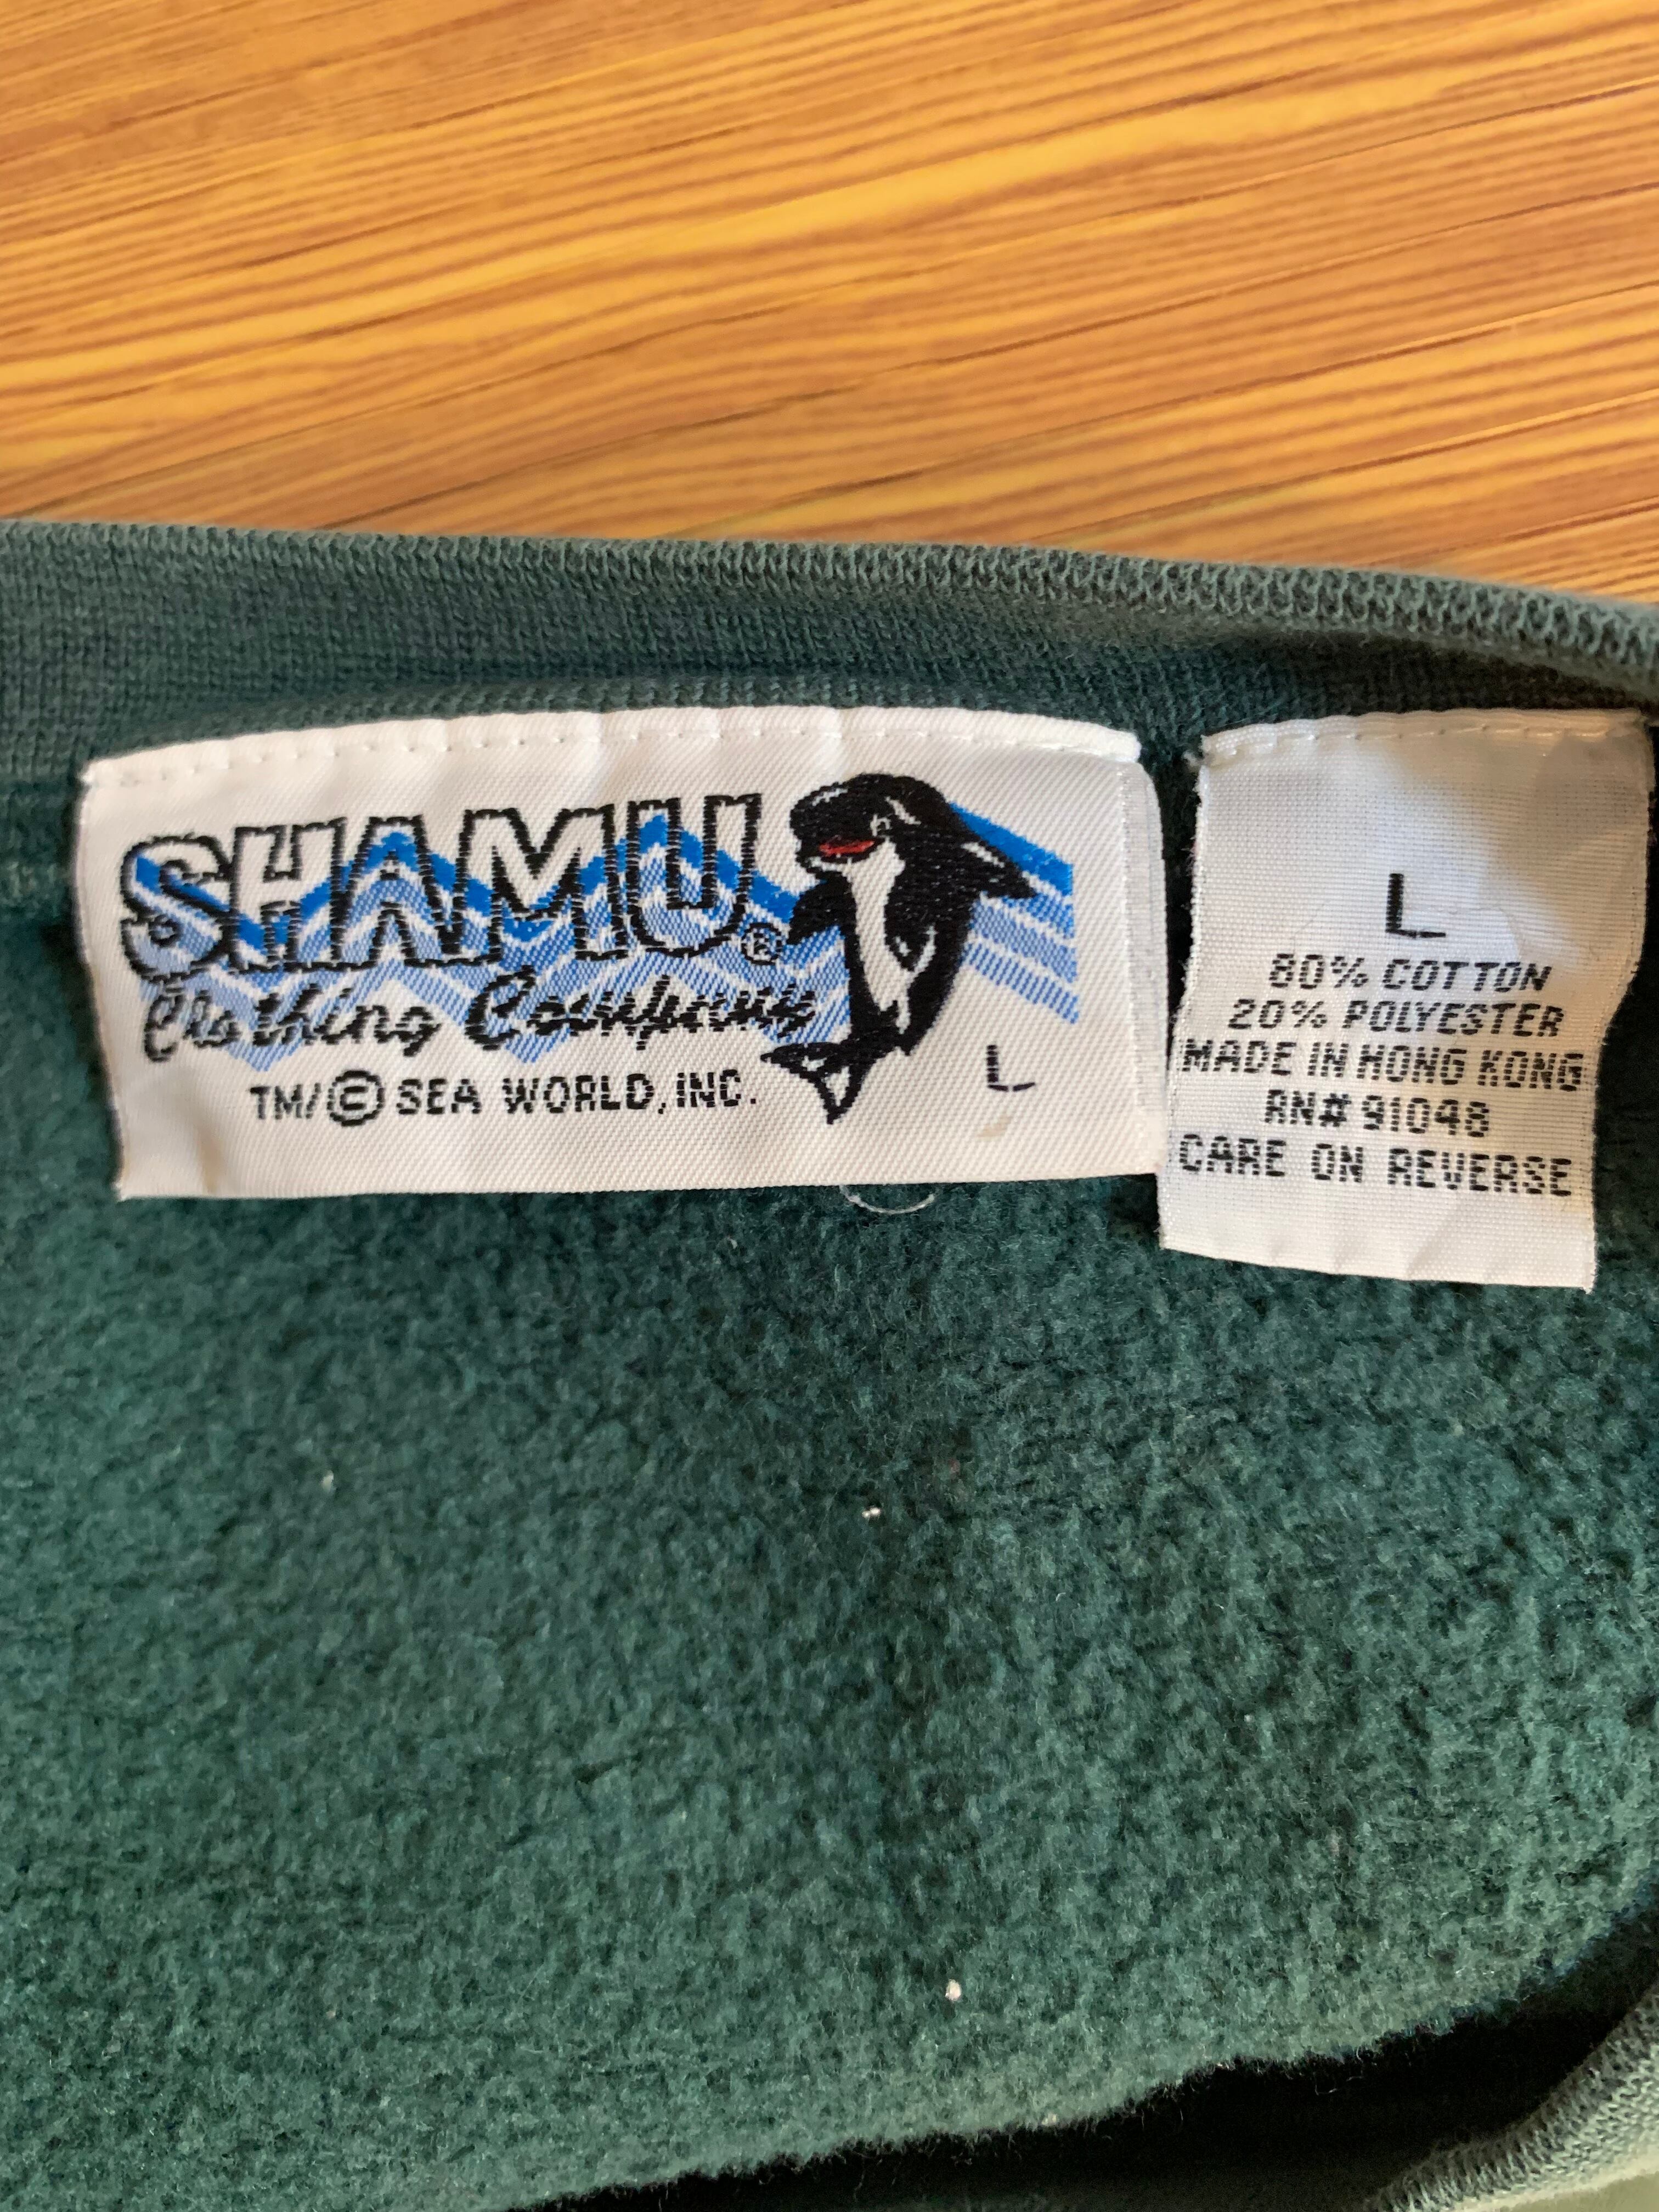 SHAMU®
Clothing Company
TM/© SEA WORLD, INC.
L
L
80% COTTON
20% POLYESTER
MADE IN HONG KONG
RN# 91048
CARE ON REVERSE